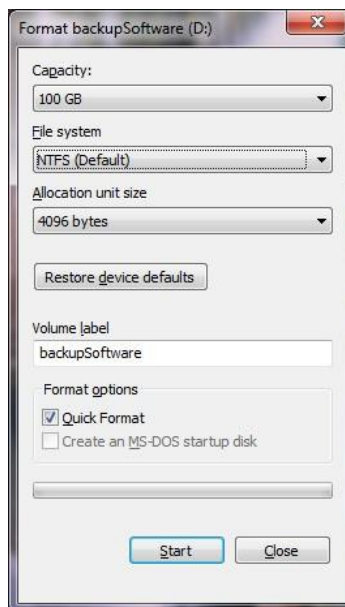 Format backupSoftware (D:)
Capacity:
100 GB
File system
NTFS (Default)
Allocation unit size
4096 bytes
Restore device defaults
Volume label
backupSoftware
Format options
Quick Format
Create an MS-DOS startup disk
Start
Close